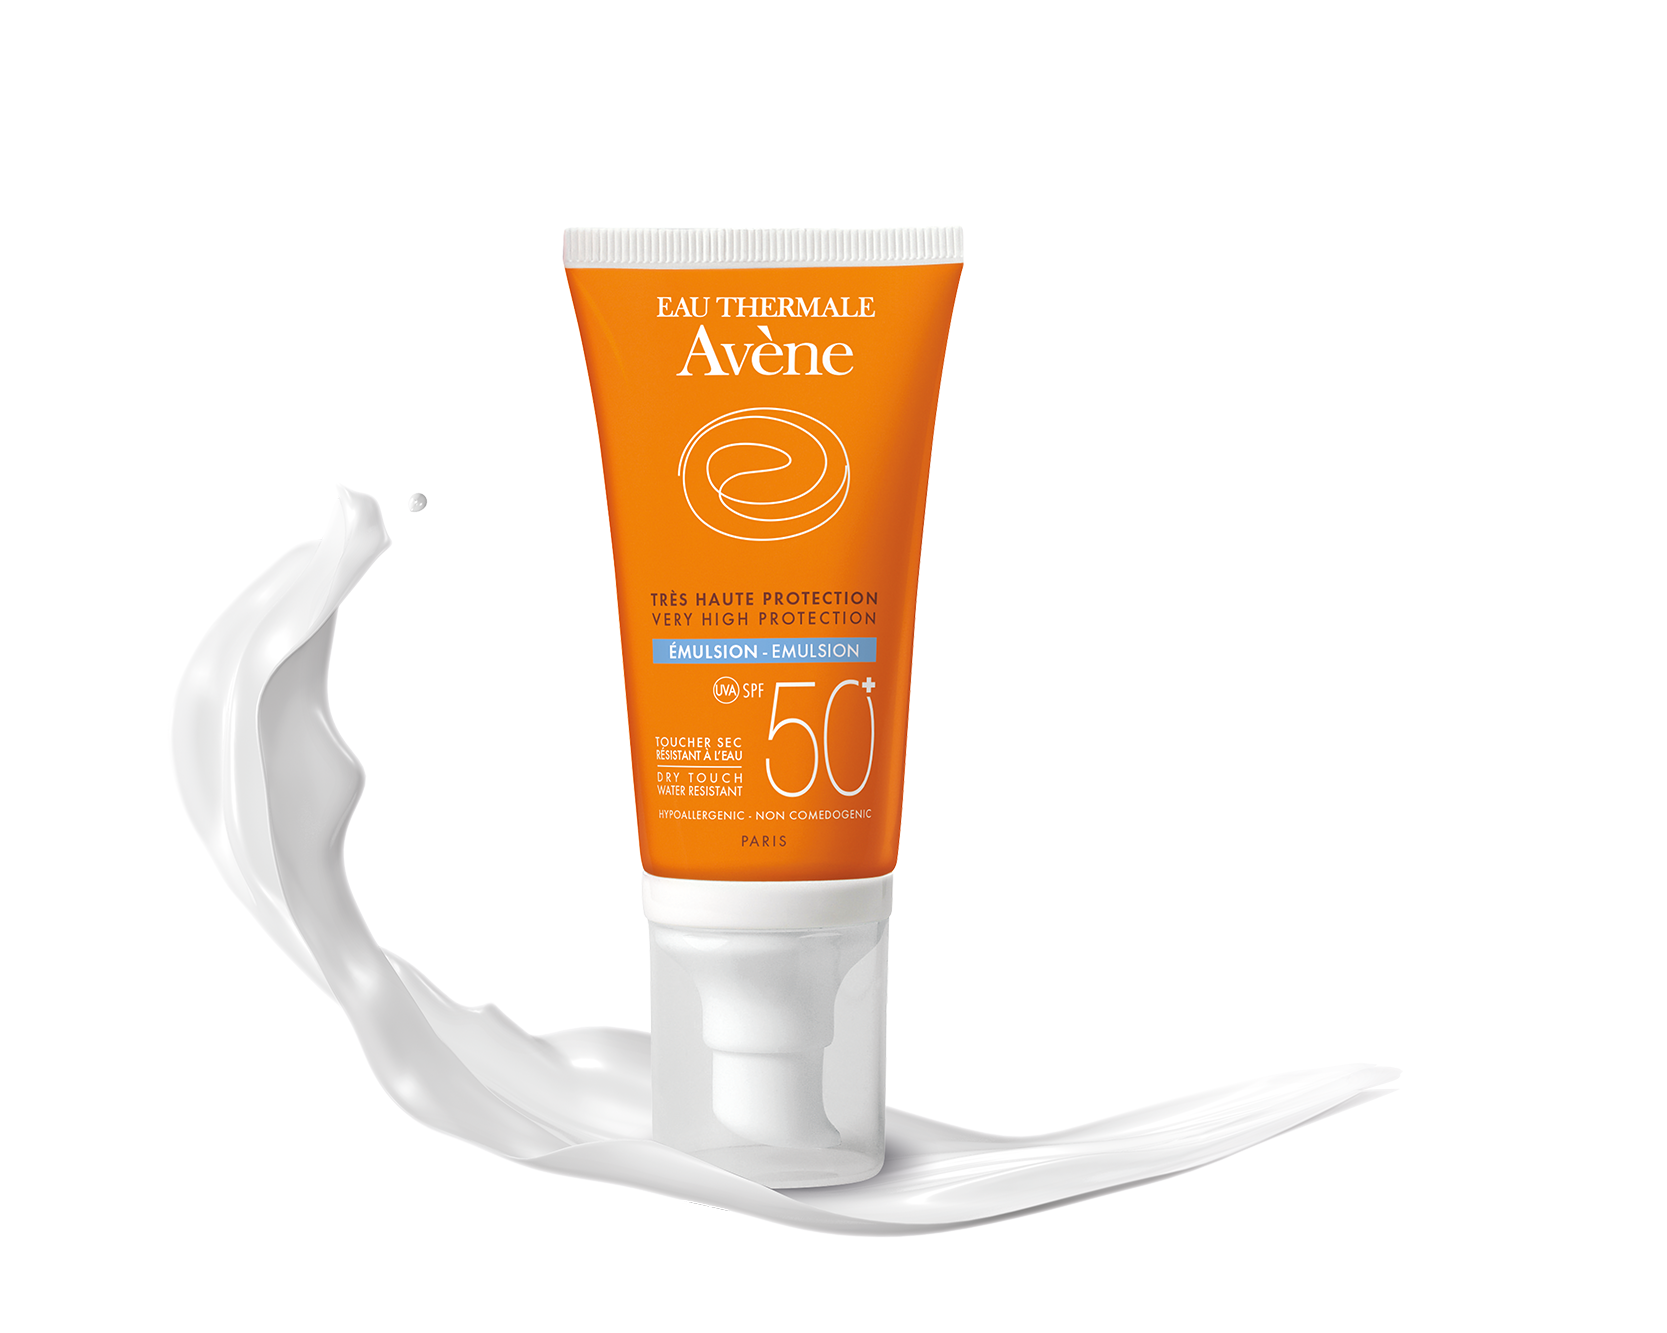 EAU THERMALE
Avène
TRÈS HAUTE PROTECTION
VERY HIGH PROTECTION
ÉMULSION - EMULSION
UVA SPF 50+
TOUCHER SEC
RÉSISTANT À L'EAU
DRY TOUCH
WATER RESISTANT
HYPOALLERGENIC - NON COMEDOGENIC
PARIS